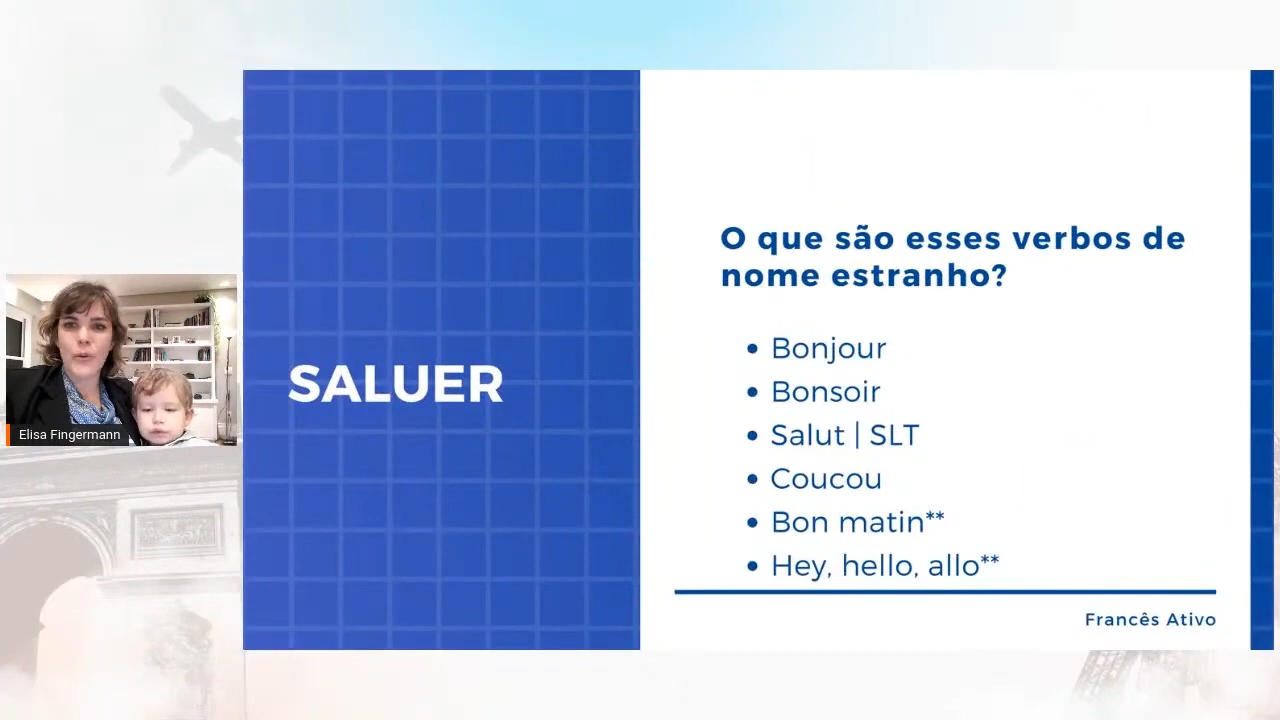 SALUER
O que são esses verbos de
nome estranho?
• Bonjour
• Bonsoir
• Salut | SLT
• Coucou
• Bon matin**
• Hey, hello, allo**
Francês Ativo
Elisa Fingermann